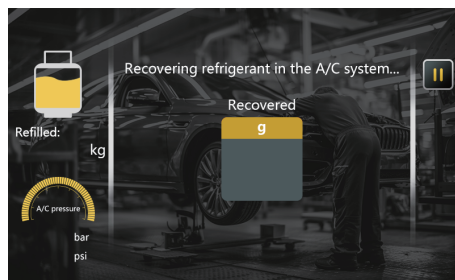 Recovering refrigerant in the A/C system...
Recovered
g
Refilled:
kg
A/C pressure
bar
psi